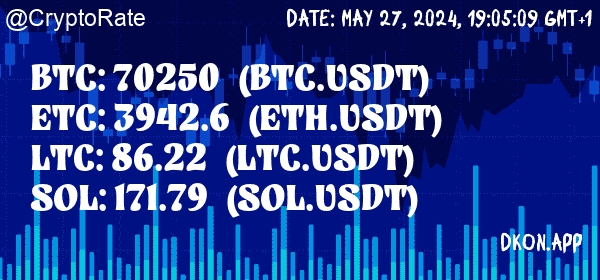 @CryptoRate
DATE: MAY 27, 2024, 19:05:09 GMT+1
BTC: 70250 (BTC.USDT)
ETC: 3942.6 (ETH.USDT)
LTC: 86.22 (LTC.USDT)
SOL: 171.79 (SOL.USDT)
DKON.APP